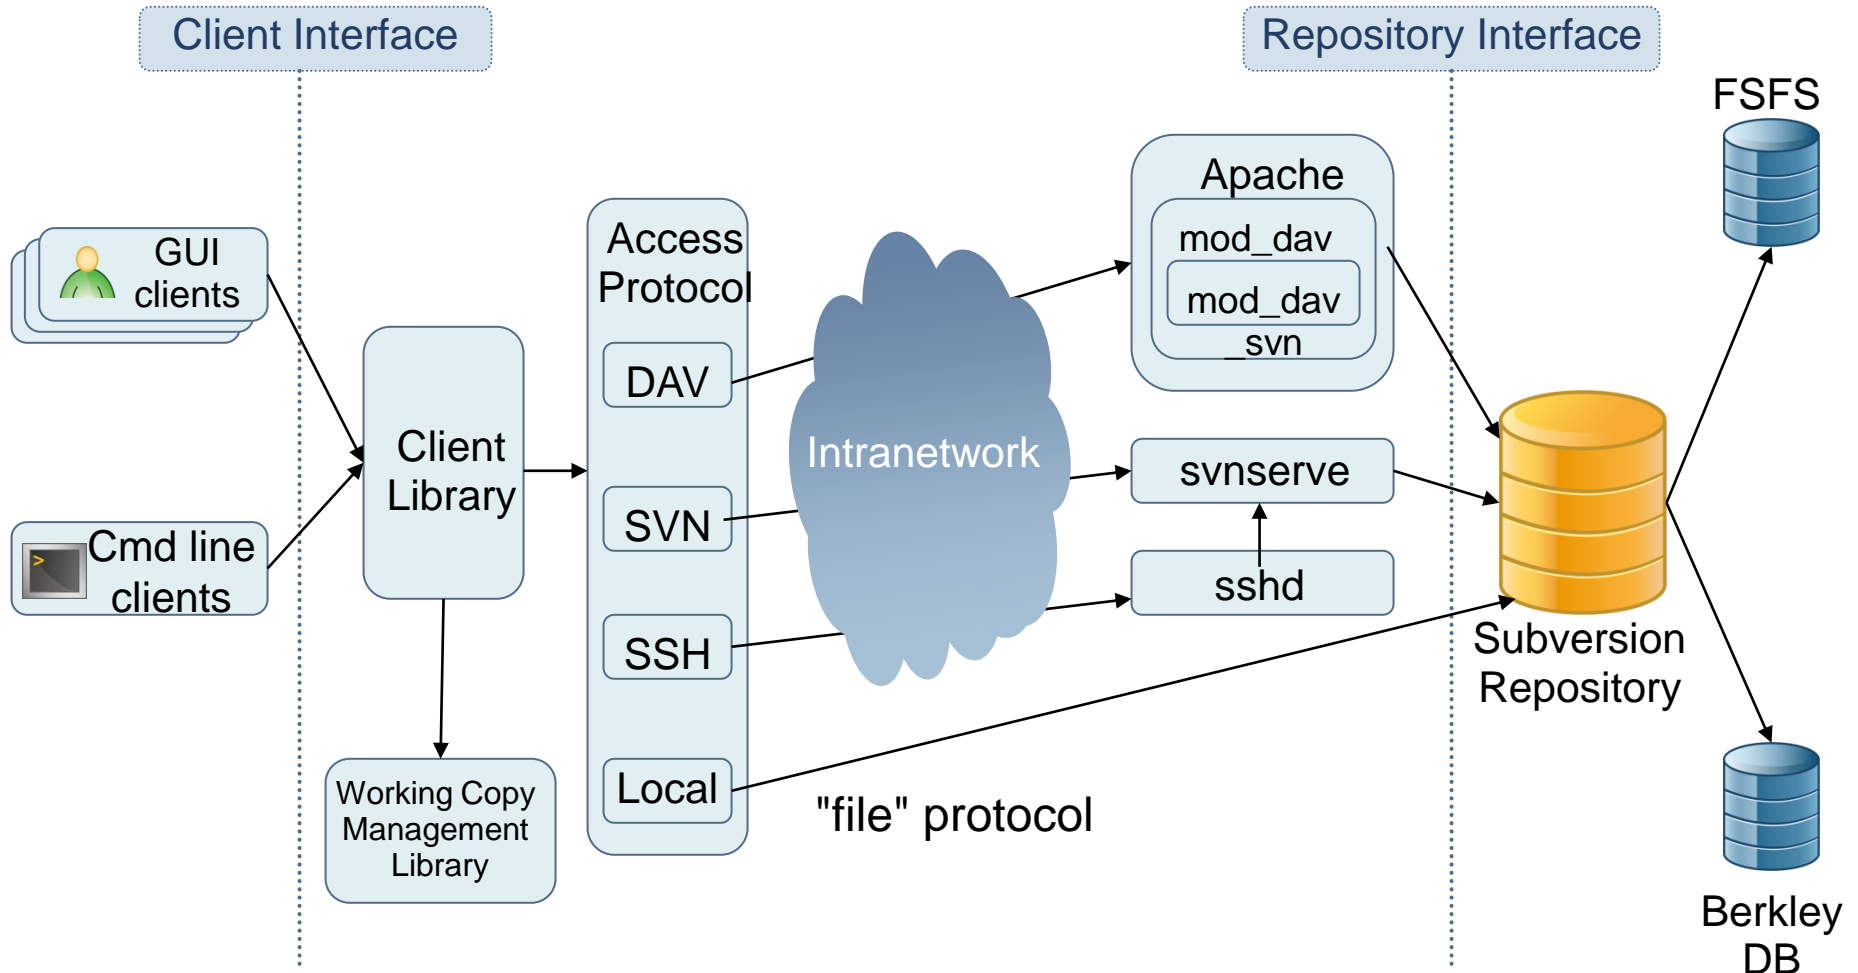 Client Interface
Repository Interface
FSFS
GUI
clients
Cmd line
clients
Client
Library
Working Copy
Management
Library
Access
Protocol
DAV
SVN
SSH
Local
Intranetwork
"file" protocol
Apache
mod_dav
mod_dav
_svn
svnserve
sshd
Subversion
Repository
Berkley
DB